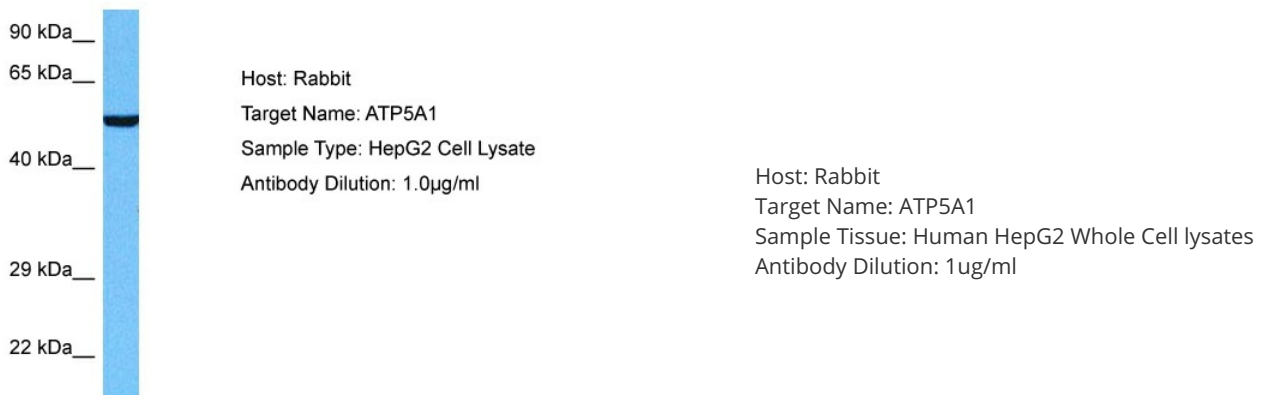 90 kDa__
65 kDa__
40 kDa__
29 kDa__
22 kDa__
Host: Rabbit
Target Name: ATP5A1
Sample Type: HepG2 Cell Lysate
Antibody Dilution: 1.0µg/ml
Host: Rabbit
Target Name: ATP5A1
Sample Tissue: Human HepG2 Whole Cell lysates
Antibody Dilution: 1ug/ml